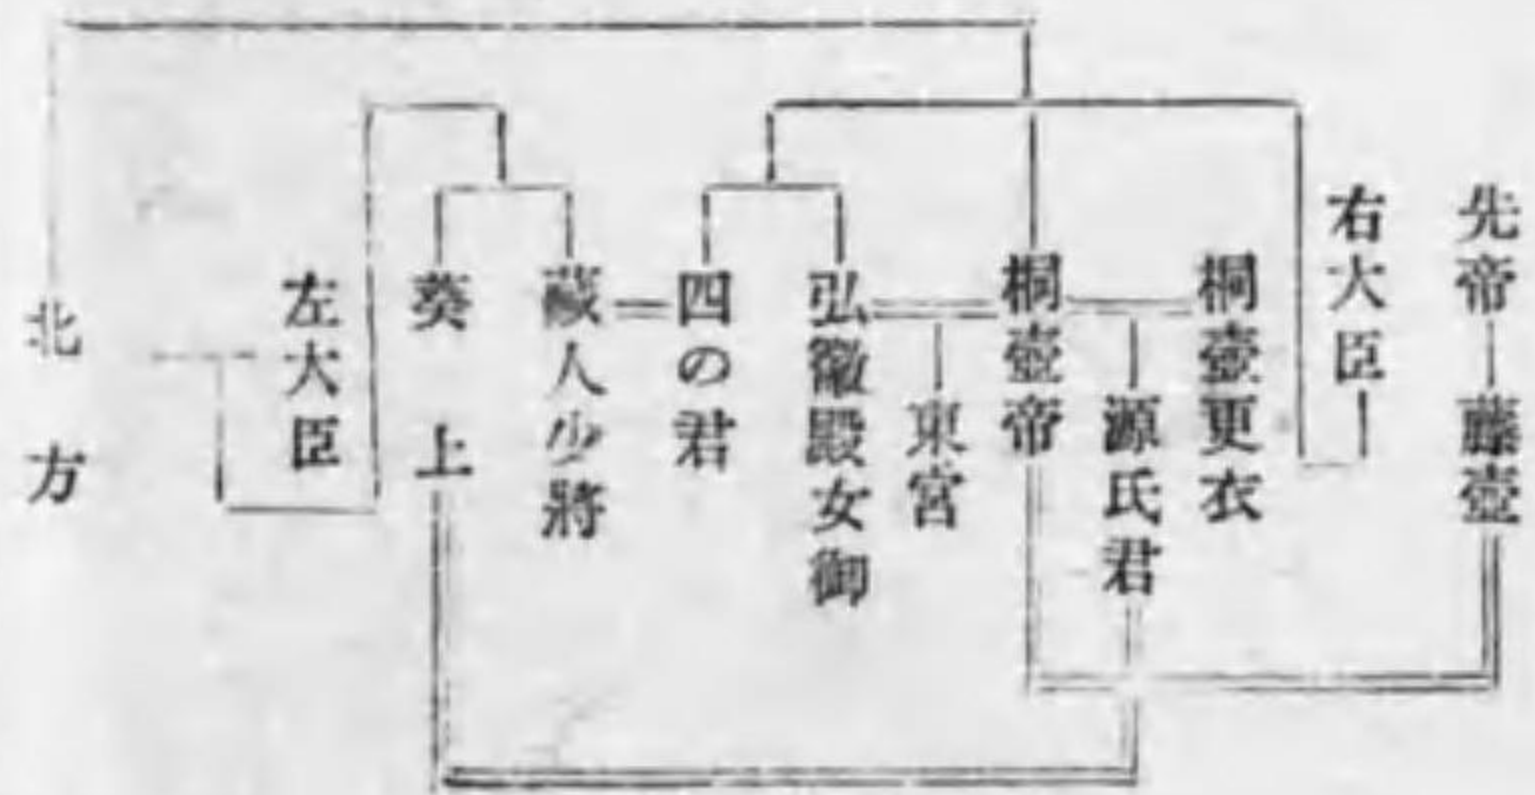 先帝
藤壺
右大臣
桐壺更衣
源氏君
桐壺帝
東宮
弘徽殿女御
四の君
藏人少將
葵上
左大臣
北方